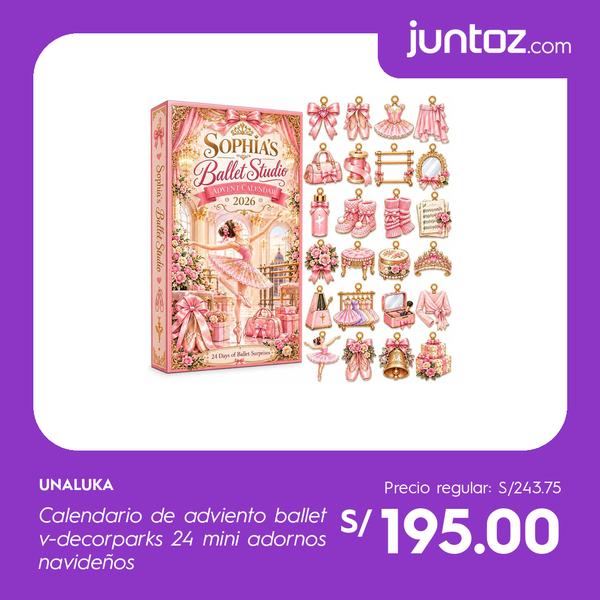 juntoz.com
SOPHIA'S
Ballet Studio
ADVENT CALENDAR
2026
24 Days of Ballet Surprises
Sophia's Ballet Studio
UNALUKA
Calendario de adviento ballet
v-decorparks 24 mini adornos
navideños
Precio regular: S/243.75
S/195.00